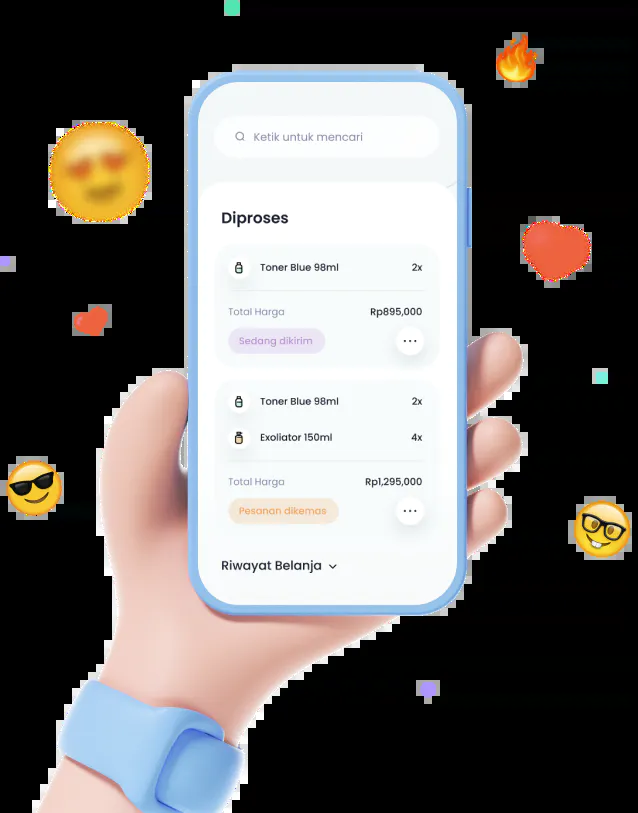 Ketik untuk mencari
Diproses
Toner Blue 98ml 2x
Total Harga Rp895,000
Sedang dikirim
Toner Blue 98ml 2x
Exoliator 150ml 4x
Total Harga Rp1,295,000
Pesanan dikemas
Riwayat Belanja